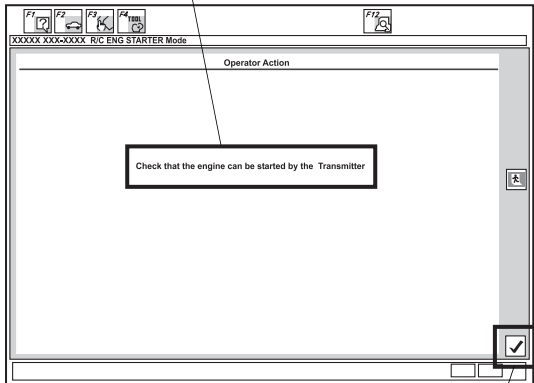 F1 F2 F3 F4 TOOL F12
XXXXX XXX-XXXX R/C ENG STARTER Mode
Operator Action
Check that the engine can be started by the Transmitter